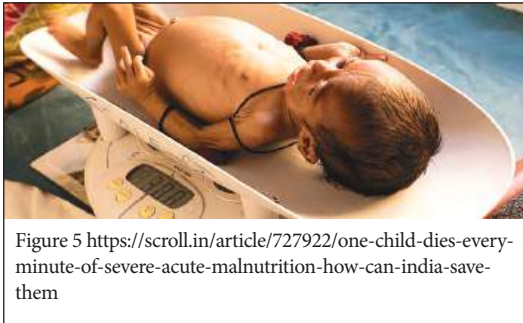 Figure 5 https://scroll.in/article/727922/one-child-dies-every-
minute-of-severe-acute-malnutrition-how-can-india-save-
them